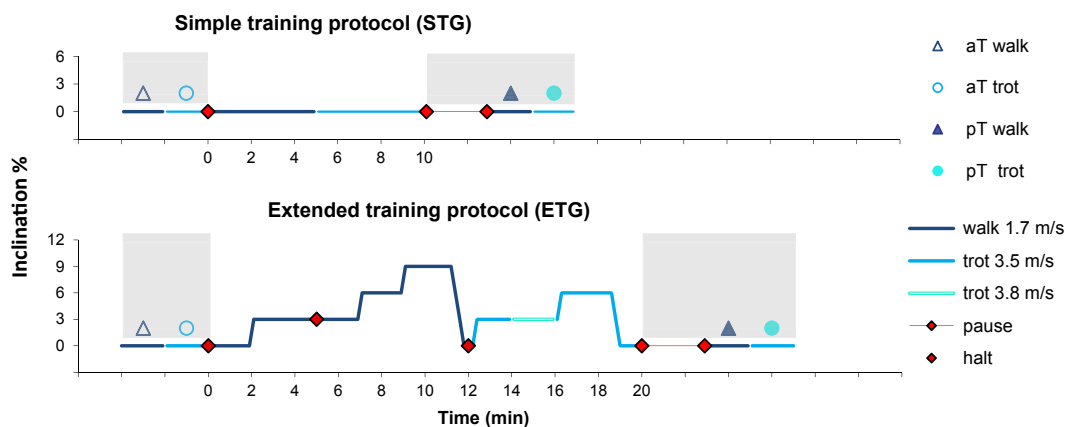 Simple training protocol (STG)
6
3
0
0 2 4 6 8 10
Inclination %
Extended training protocol (ETG)
12
9
6
3
0
0 2 4 6 8 10 12 14 16 18 20
Time (min)
aT walk
aT trot
pT walk
pT trot
walk 1.7 m/s
trot 3.5 m/s
trot 3.8 m/s
pause
halt